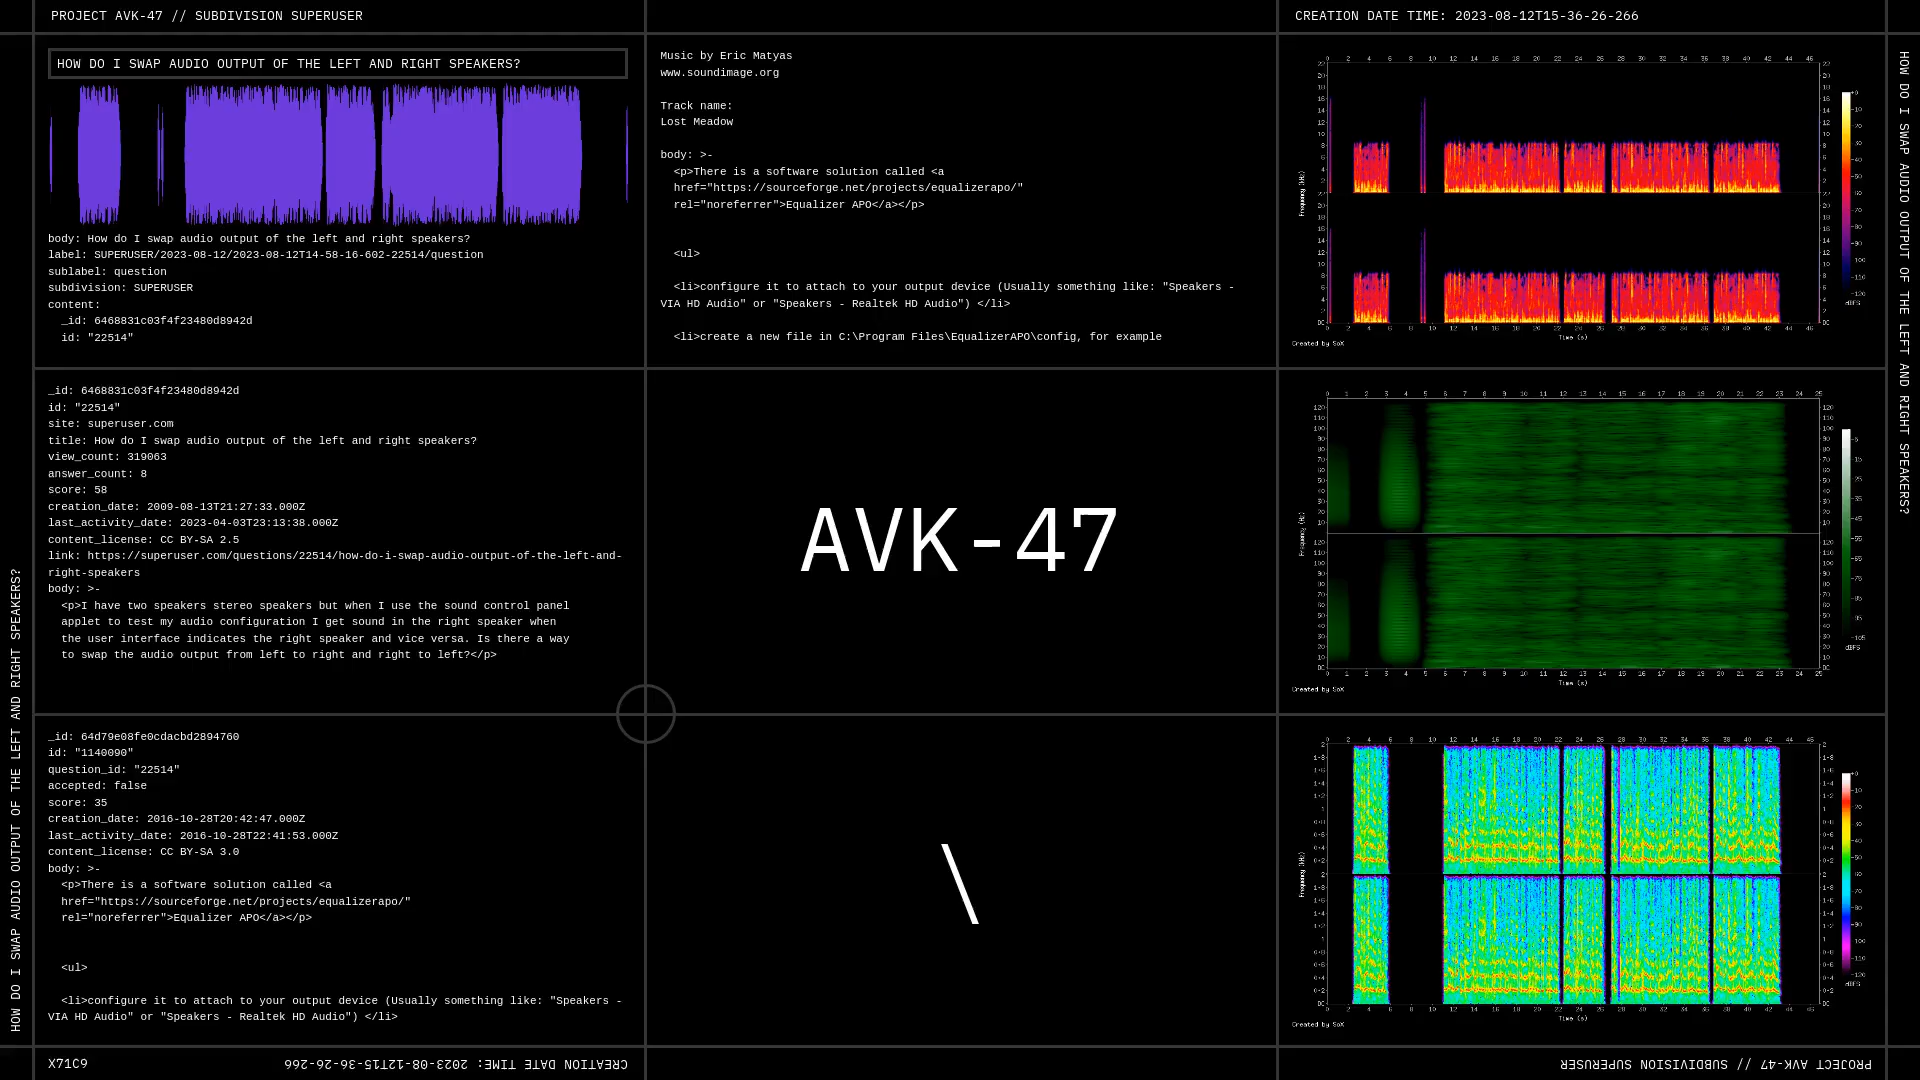 PROJECT AVK-47 // SUBDIVISION SUPERUSER
CREATION DATE TIME: 2023-08-12T15-36-26-266
HOW DO I SWAP AUDIO OUTPUT OF THE LEFT AND RIGHT SPEAKERS?
body: How do I swap audio output of the left and right speakers?
label: SUPERUSER/2023-08-12/2023-08-12T14-58-16-602-22514/question
sublabel: question
subdivision: SUPERUSER
content:
_id: 6468831c03f4f23480d8942d
id: "22514"
Music by Eric Matyas
www.soundimage.org
Track name:
Lost Meadow
body: >-
<p>There is a software solution called <a
href="https://sourceforge.net/projects/equalizerapo/"
rel="noreferrer">Equalizer APO</a></p>
<ul>
<li>configure it to attach to your output device (Usually something like: "Speakers -
VIA HD Audio" or "Speakers - Realtek HD Audio") </li>
<li>create a new file in C:\Program Files\EqualizerAPO\config, for example
_id: 6468831c03f4f23480d8942d
id: "22514"
site: superuser.com
title: How do I swap audio output of the left and right speakers?
view_count: 319063
answer_count: 8
score: 58
creation_date: 2009-08-13T21:27:33.000Z
last_activity_date: 2023-04-03T23:13:38.000Z
content_license: CC BY-SA 2.5
link: https://superuser.com/questions/22514/how-do-i-swap-audio-output-of-the-left-and-
right-speakers
body: >-
<p>I have two speakers stereo speakers but when I use the sound control panel
applet to test my audio configuration I get sound in the right speaker when
the user interface indicates the right speaker and vice versa. Is there a way
to swap the audio output from left to right and right to left?</p>
AVK-47
_id: 64d79e08fe0cdacbd2894760
id: "1140090"
question_id: "22514"
accepted: false
score: 35
creation_date: 2016-10-28T20:42:47.000Z
last_activity_date: 2016-10-28T22:41:53.000Z
content_license: CC BY-SA 3.0
body: >-
<p>There is a software solution called <a
href="https://sourceforge.net/projects/equalizerapo/"
rel="noreferrer">Equalizer APO</a></p>
<ul>
<li>configure it to attach to your output device (Usually something like: "Speakers -
VIA HD Audio" or "Speakers - Realtek HD Audio") </li>
\
Frequency (kHz)
Time (s)
dBFS
Created by SoX
Frequency (Hz)
Time (s)
dBFS
Created by SoX
Frequency (kHz)
Time (s)
dBFS
Created by SoX
HOW DO I SWAP AUDIO OUTPUT OF THE LEFT AND RIGHT SPEAKERS?
HOW DO I SWAP AUDIO OUTPUT OF THE LEFT AND RIGHT SPEAKERS?
X71C9
CREATION DATE TIME: 2023-08-12T15-36-26-266
PROJECT AVK-47 // SUBDIVISION SUPERUSER